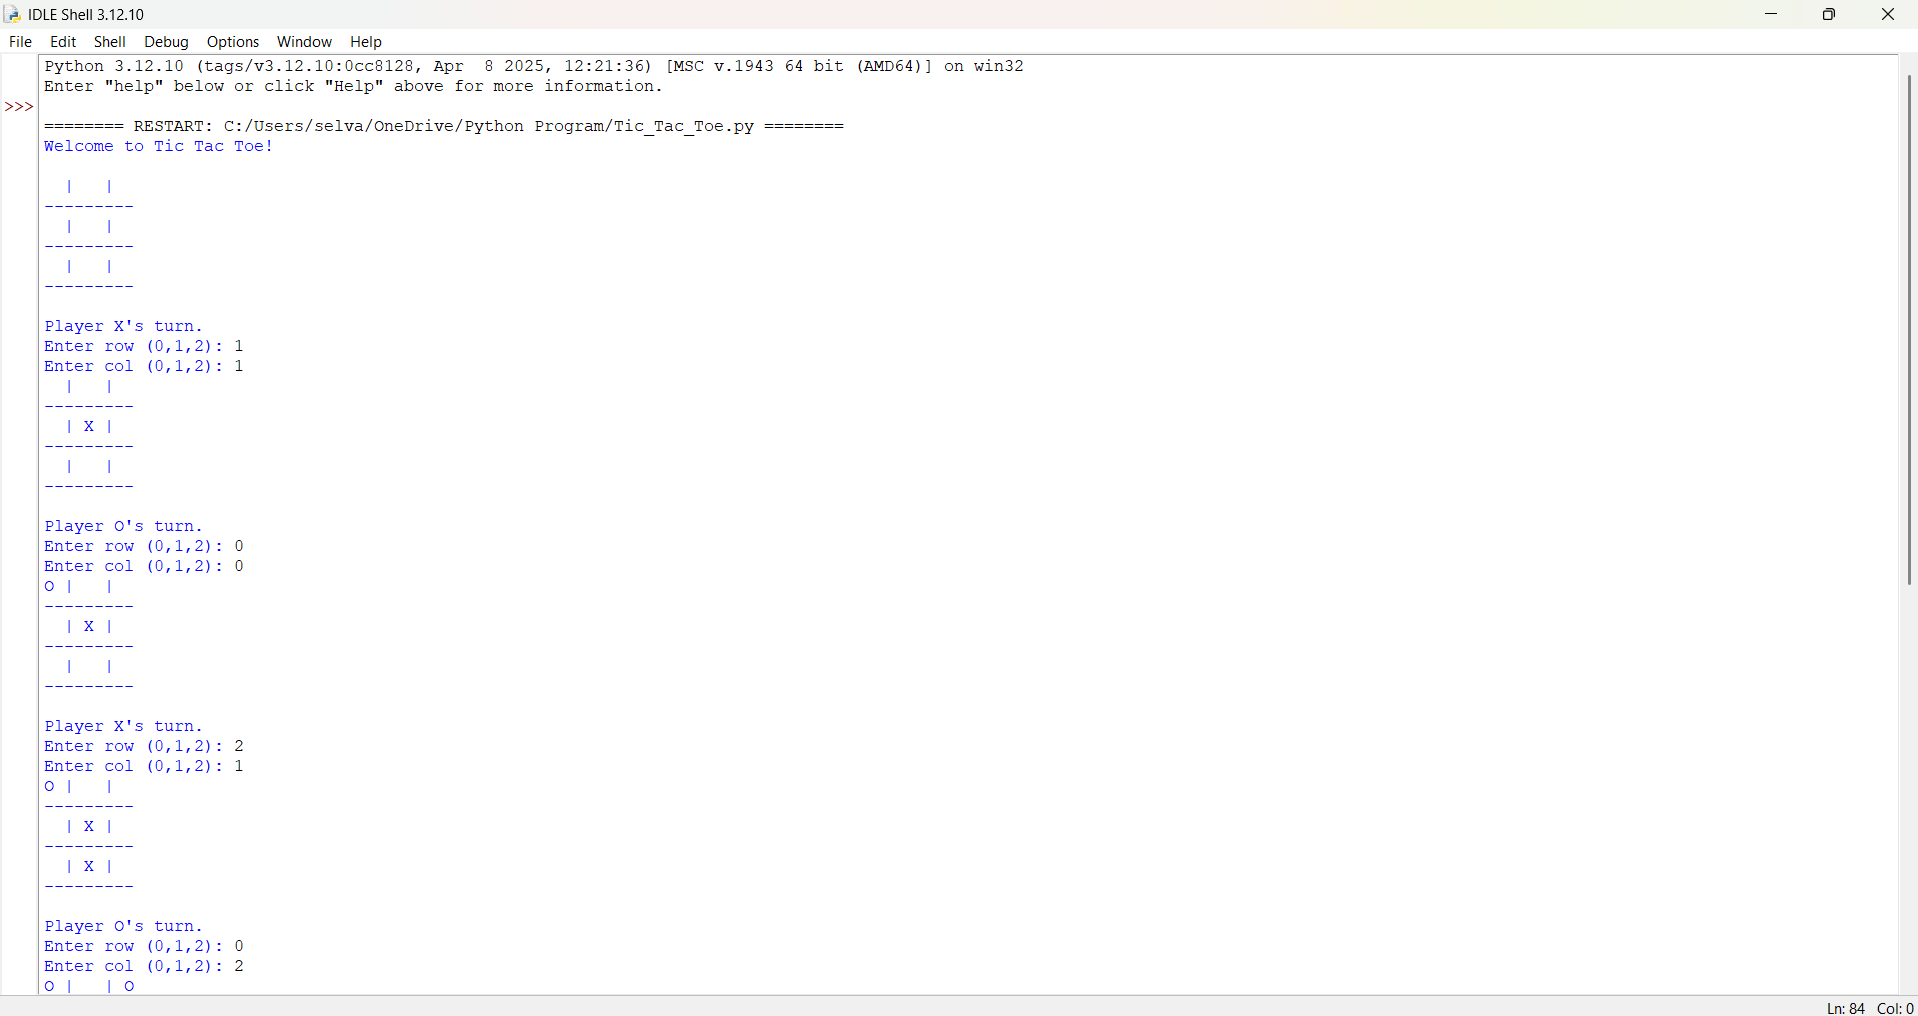 IDLE Shell 3.12.10
File Edit Shell Debug Options Window Help
Python 3.12.10 (tags/v3.12.10:0cc8128, Apr  8 2025, 12:21:36) [MSC v.1943 64 bit (AMD64)] on win32
Enter "help" below or click "Help" above for more information.
>>>
======== RESTART: C:/Users/selva/OneDrive/Python Program/Tic_Tac_Toe.py ========
Welcome to Tic Tac Toe!

  |   |
---------
  |   |
---------
  |   |
---------

Player X's turn.
Enter row (0,1,2): 1
Enter col (0,1,2): 1
  |   |
---------
  | X |
---------
  |   |
---------

Player O's turn.
Enter row (0,1,2): 0
Enter col (0,1,2): 0
O |   |
---------
  | X |
---------
  |   |
---------

Player X's turn.
Enter row (0,1,2): 2
Enter col (0,1,2): 1
O |   |
---------
  | X |
---------
  | X |
---------

Player O's turn.
Enter row (0,1,2): 0
Enter col (0,1,2): 2
O |   | O
Ln: 84 Col: 0